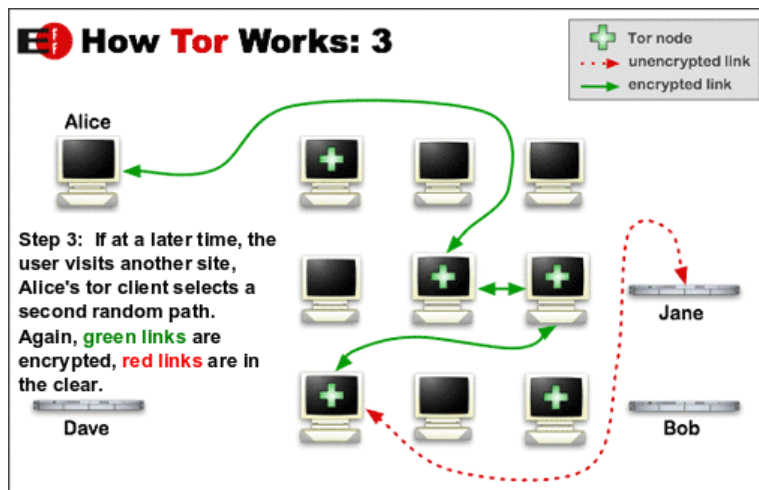 EFF How Tor Works: 3
Tor node
unencrypted link
encrypted link
Alice
Step 3: If at a later time, the
user visits another site,
Alice's tor client selects a
second random path.
Again, green links are
encrypted, red links are in
the clear.
Jane
Dave
Bob